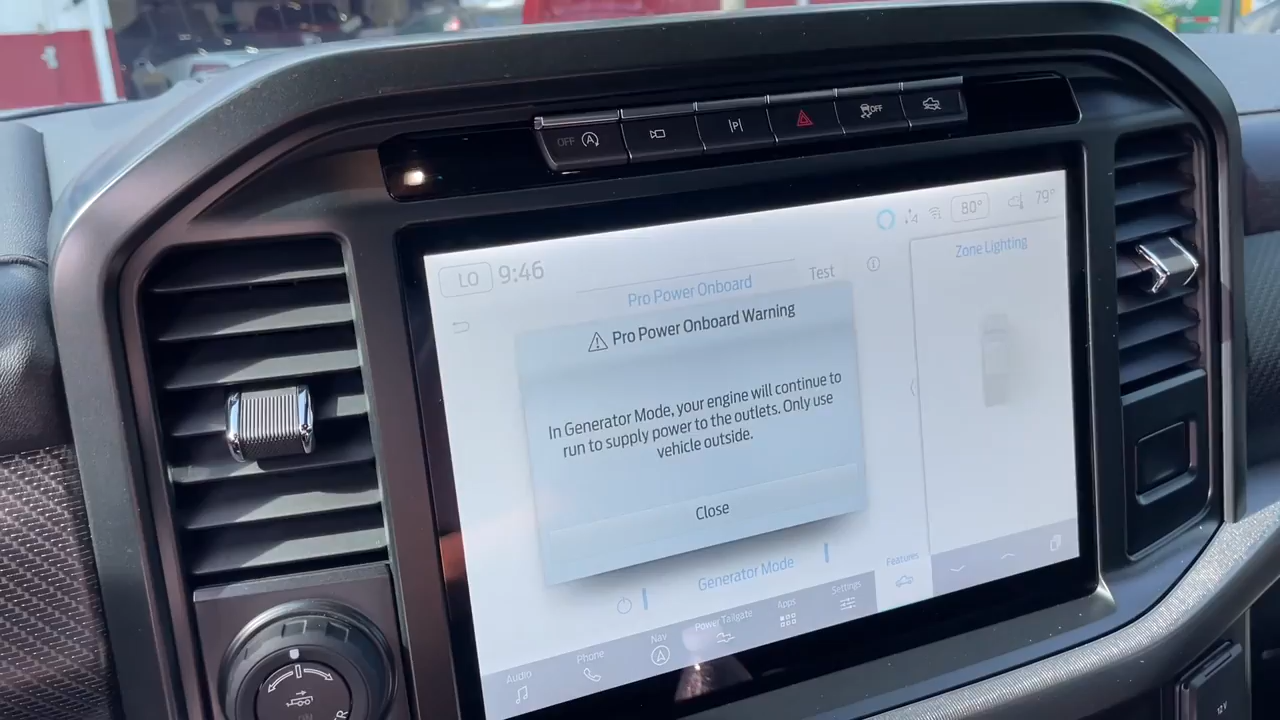 OFF
|P|
OFF
LO 9:46
4
80°
79°
Pro Power Onboard
Test
Zone Lighting
Pro Power Onboard Warning
In Generator Mode, your engine will continue to
run to supply power to the outlets. Only use
vehicle outside.
Close
Generator Mode
Audio
Phone
Nav
Power Tailgate
Apps
Settings
Features
12V